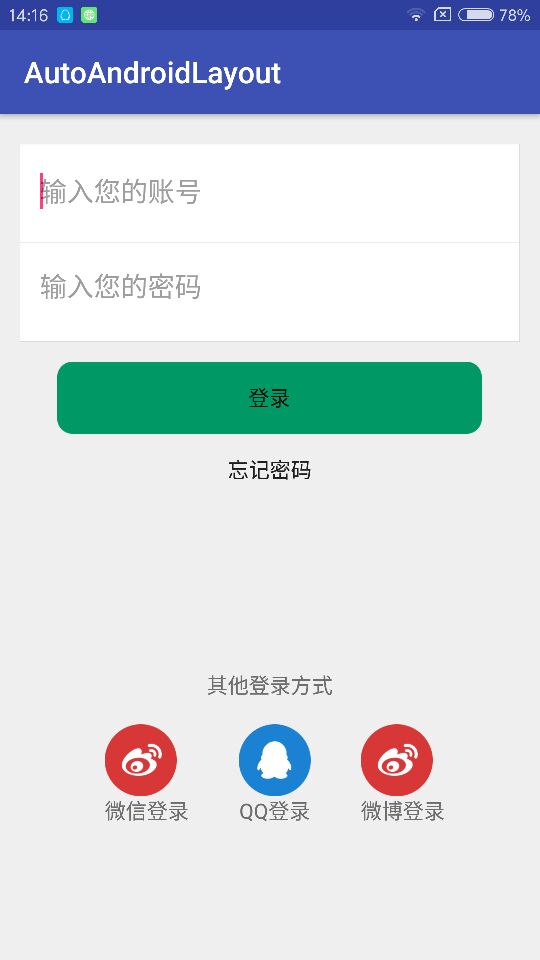 14:16 78%
AutoAndroidLayout
输入您的账号
输入您的密码
登录
忘记密码
其他登录方式
微信登录 QQ登录 微博登录